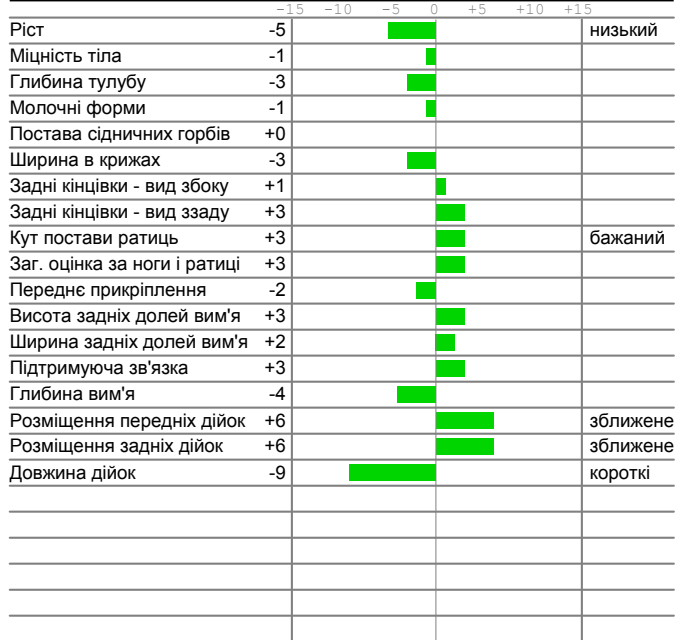 -15 -10 -5 0 +5 +10 +15
Ріст -5 низький
Міцність тіла -1
Глибина тулубу -3
Молочні форми -1
Постава сідничних горбів +0
Ширина в крижах -3
Задні кінцівки - вид збоку +1
Задні кінцівки - вид ззаду +3
Кут постави ратиць +3 бажаний
Заг. оцінка за ноги і ратиці +3
Переднє прикріплення -2
Висота задніх долей вим'я +3
Ширина задніх долей вим'я +2
Підтримуюча зв'язка +3
Глибина вим'я -4
Розміщення передніх дійок +6 зближене
Розміщення задніх дійок +6 зближене
Довжина дійок -9 короткі